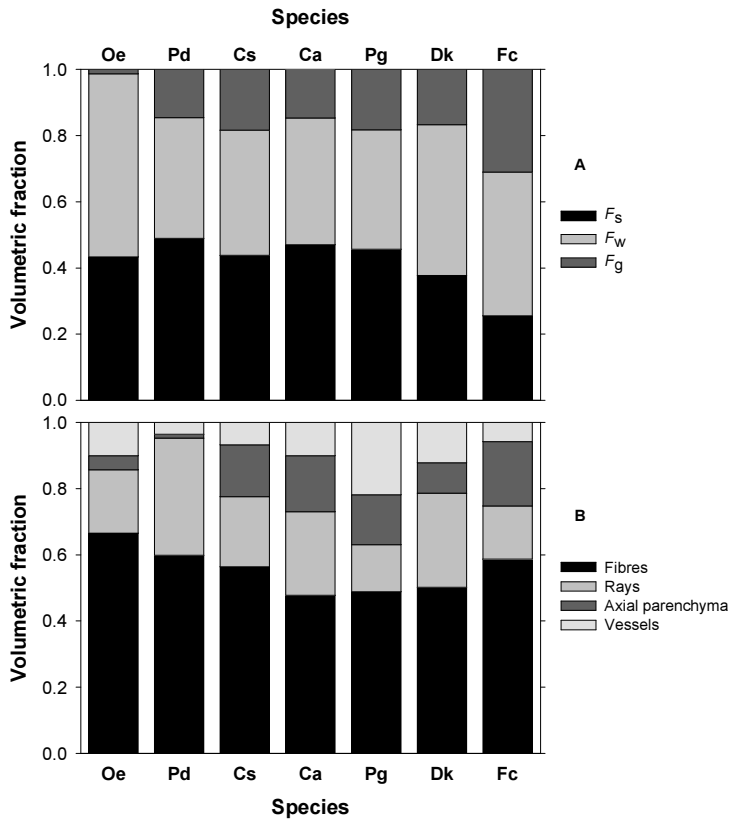 Species
Oe Pd Cs Ca Pg Dk Fc
Volumetric fraction
1.0
0.8
0.6
0.4
0.2
0.0
A
Fs
Fw
Fg
Volumetric fraction
1.0
0.8
0.6
0.4
0.2
0.0
B
Fibres
Rays
Axial parenchyma
Vessels
Oe Pd Cs Ca Pg Dk Fc
Species